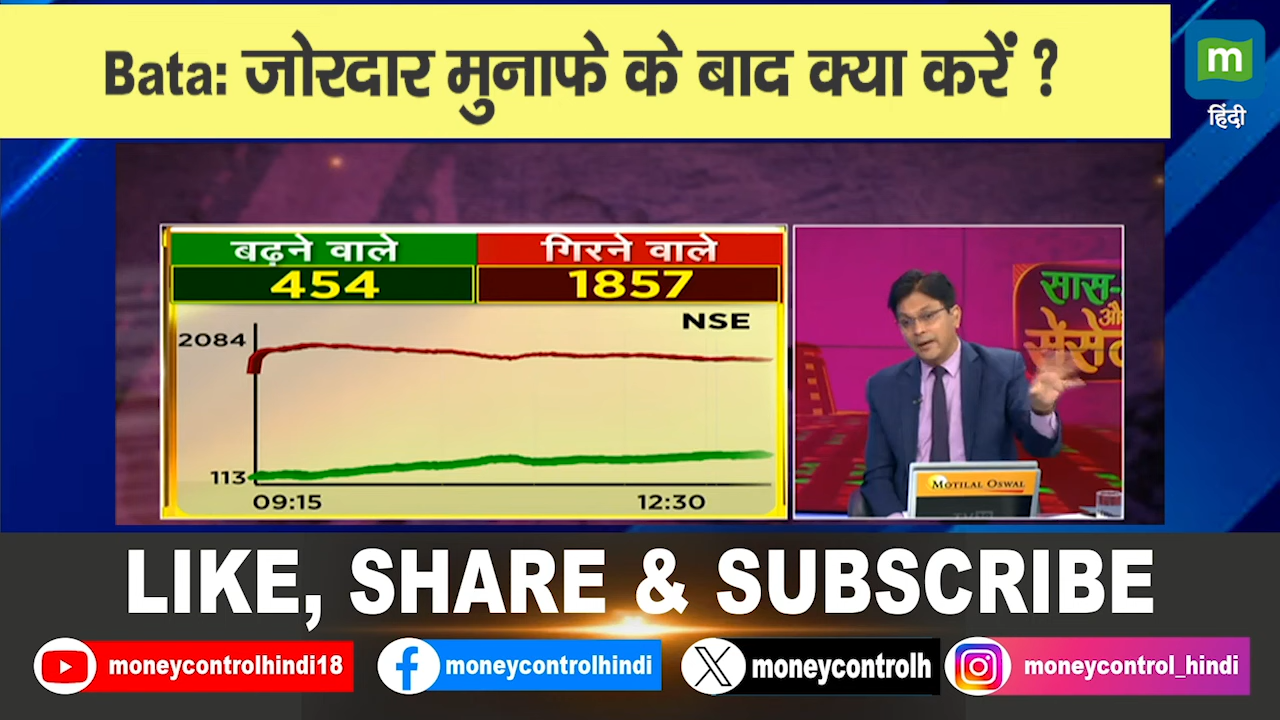 Bata: जोरदार मुनाफे के बाद क्या करें ?
m
हिंदी
बढ़ने वाले
गिरने वाले
454
1857
NSE
2084
113
09:15
12:30
सास-
MOTILAL OSWAL
LIKE, SHARE & SUBSCRIBE
moneycontrolhindi18
moneycontrolhindi
moneycontrolh
moneycontrol_hindi